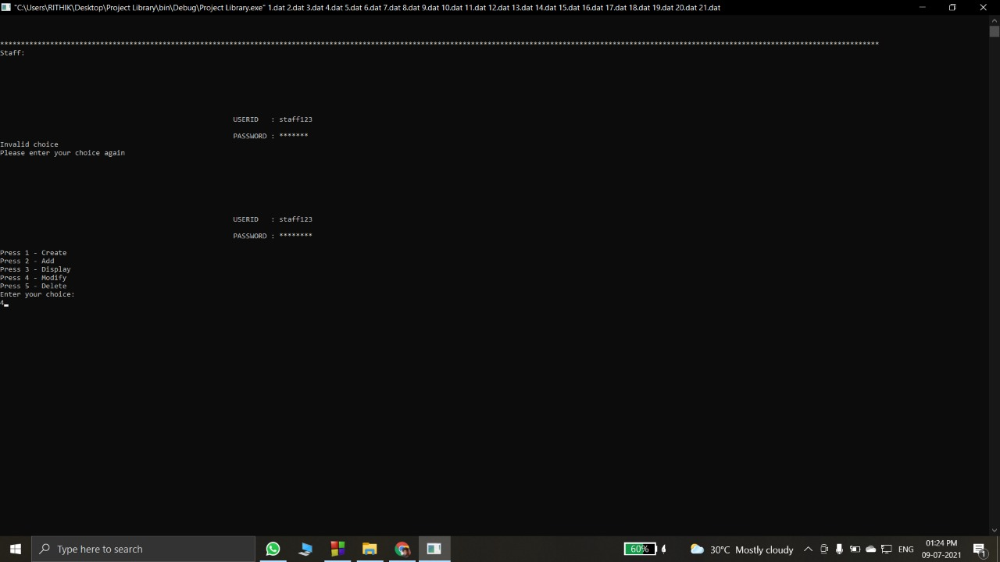 "C:\Users\RITHIK\Desktop\Project Library\bin\Debug\Project Library.exe" 1.dat 2.dat 3.dat 4.dat 5.dat 6.dat 7.dat 8.dat 9.dat 10.dat 11.dat 12.dat 13.dat 14.dat 15.dat 16.dat 17.dat 18.dat 19.dat 20.dat 21.dat
******************************************************************************************************************************************************************************************************************
Staff:
USERID   : staff123
PASSWORD : *******
Invalid choice
Please enter your choice again
USERID   : staff123
PASSWORD : ********
Press 1 - Create
Press 2 - Add
Press 3 - Display
Press 4 - Modify
Press 5 - Delete
Enter your choice:
4
Type here to search
60%
30°C Mostly cloudy
ENG
01:24 PM
09-07-2021
1